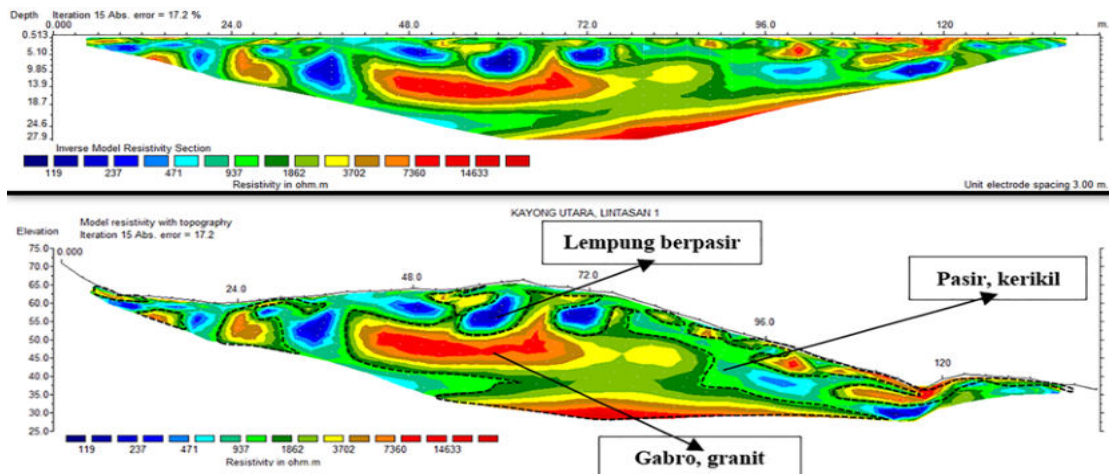 Depth Iteration 15 Abs. error = 17.2 %
0.000 24.0 48.0 72.0 96.0 120 m.
0.513
5.10
9.85
13.9
18.7
24.6
27.9
Inverse Model Resistivity Section
119 237 471 937 1862 3702 7360 14633
Resistivity in ohm.m
Unit electrode spacing 3.00 m.
Model resistivity with topography
Iteration 15 Abs. error = 17.2
KAYONG UTARA, LINTASAN 1
Elevation
75.0
70.0
65.0
60.0
55.0
50.0
45.0
40.0
35.0
30.0
25.0
0.000
24.0
48.0
72.0
96.0
120
m.
Lempung berpasir
Pasir, kerikil
Gabro, granit
119 237 471 937 1862 3702 7360 14633
Resistivity in ohm.m